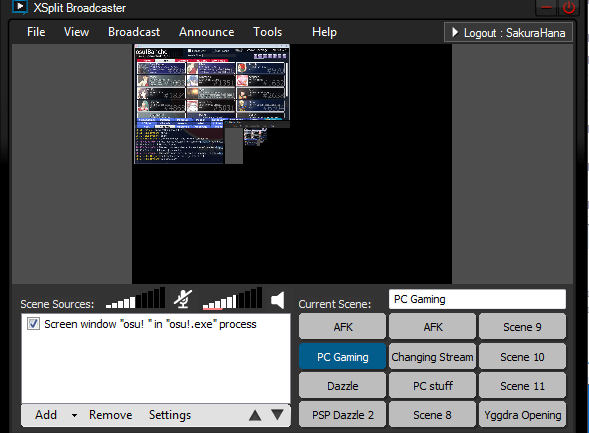 XSplit Broadcaster
File View Broadcast Announce Tools Help Logout : SakuraHana
osu!Bancho
Scene Sources:
Screen window "osu! " in "osu!.exe" process
Add Remove Settings
Current Scene: PC Gaming
AFK AFK Scene 9
PC Gaming Changing Stream Scene 10
Dazzle PC stuff Scene 11
PSP Dazzle 2 Scene 8 Yggdra Opening